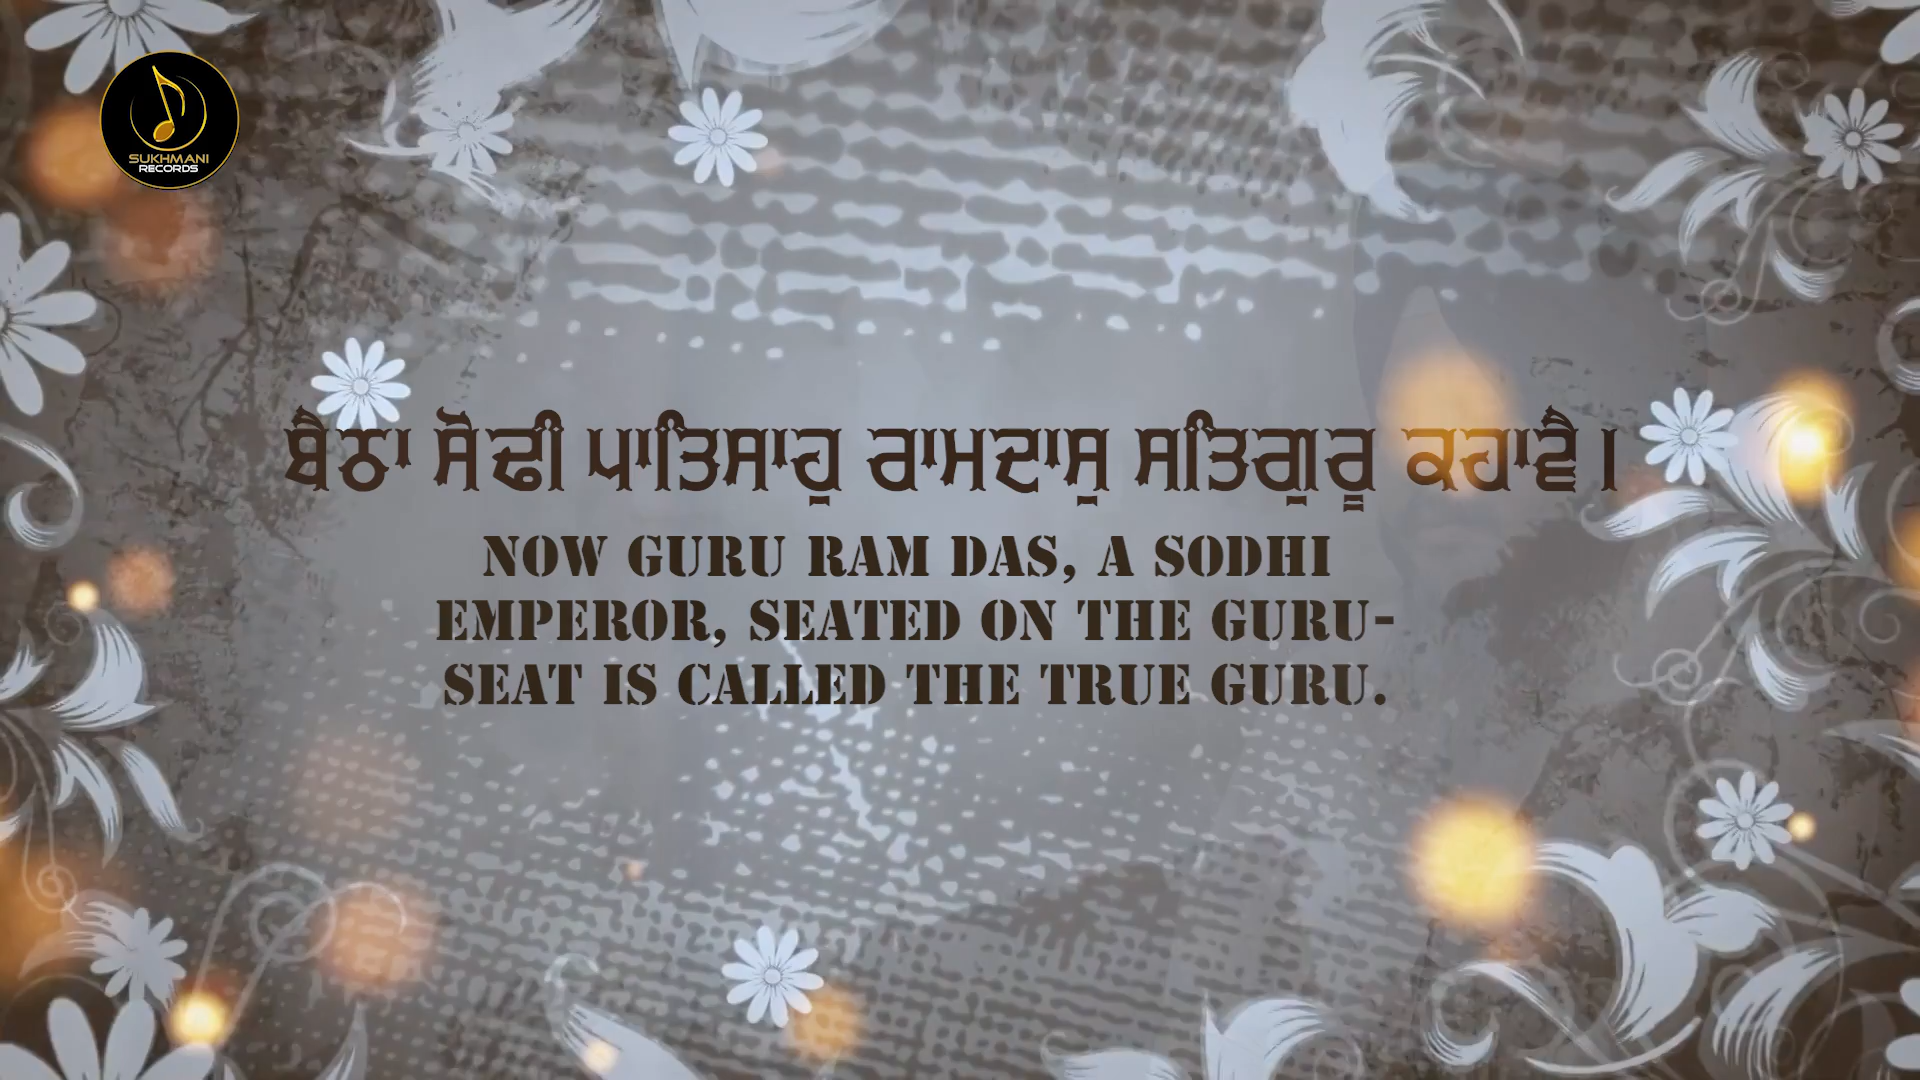 SUKHMANI
RECORDS
ਬੈਠਾ ਸੋਢੀ ਪਾਤਿਸਾਹੁ ਰਾਮਦਾਸੁ ਸਤਿਗੁਰੂ ਕਹਾਵੈ।
NOW GURU RAM DAS, A SODHI
EMPEROR, SEATED ON THE GURU-
SEAT IS CALLED THE TRUE GURU.